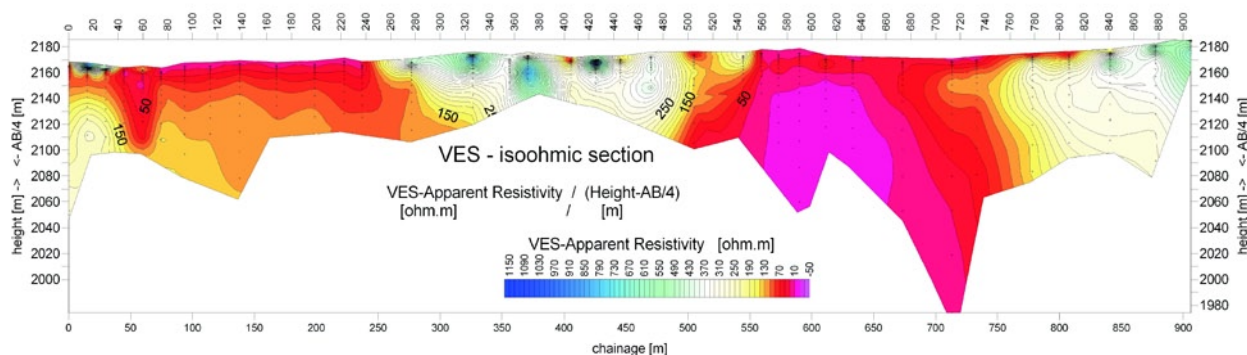 0 20 40 60 80 100 120 140 160 180 200 220 240 260 280 300 320 340 360 380 400 420 440 460 480 500 520 540 560 580 600 620 640 660 680 700 720 740 760 780 800 820 840 860 880 900
2180
2160
2140
2120
2100
2080
2060
2040
2020
2000
height [m] -> <- AB/4 [m]
50
150
150
150
250
150
50
VES - isoohmic section
VES-Apparent Resistivity / (Height-AB/4)
[ohm.m] / [m]
VES-Apparent Resistivity [ohm.m]
1150 1090 1030 970 910 850 790 730 670 610 550 490 430 370 310 250 190 130 70 10 -50
2180
2160
2140
2120
2100
2080
2060
2040
2020
2000
1980
height [m] -> <- AB/4 [m]
0 50 100 150 200 250 300 350 400 450 500 550 600 650 700 750 800 850 900
chainage [m]